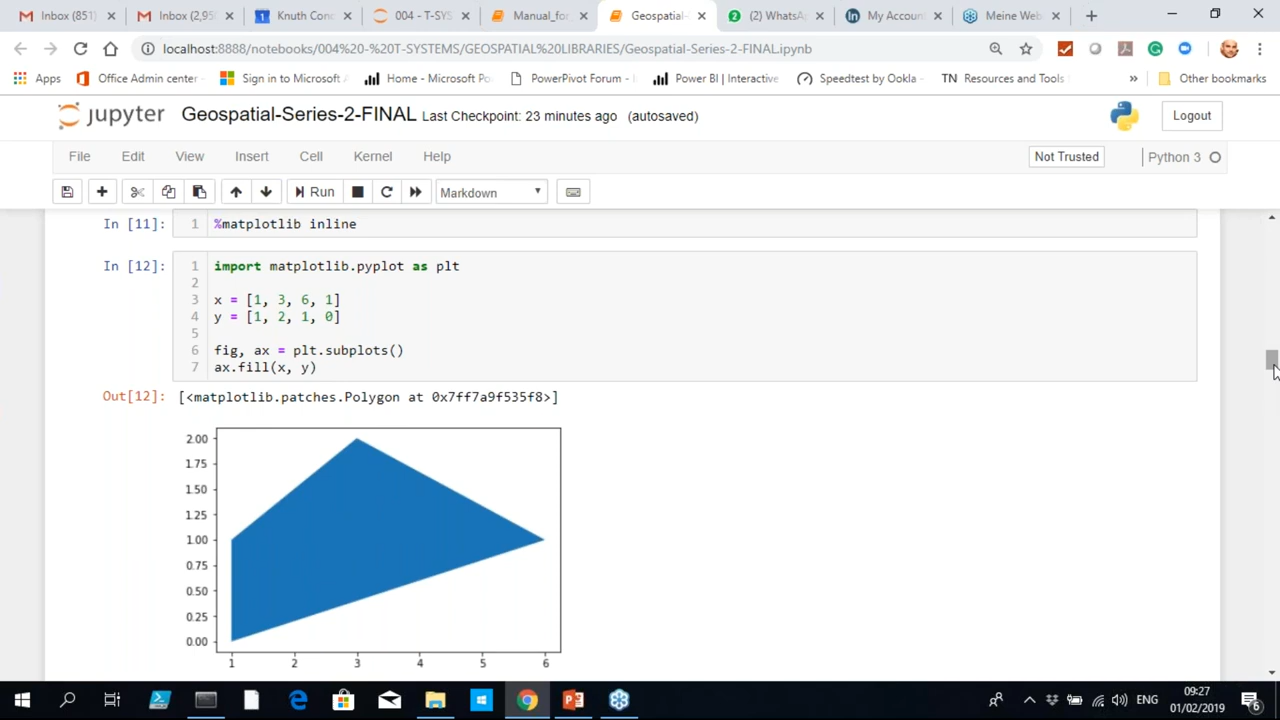 Inbox (851)
Inbox (2,95
Knuth Con
004 - T-SYS
Manual_for
Geospatial-
(2) WhatsA
My Accoun
Meine Web
localhost:8888/notebooks/004%20-%20T-SYSTEMS/GEOSPATIAL%20LIBRARIES/Geospatial-Series-2-FINAL.ipynb
Apps
Office Admin center -
Sign in to Microsoft
Home - Microsoft Po
PowerPivot Forum -
Power BI | Interactive
Speedtest by Ookla -
TN Resources and Tools
»
Other bookmarks
jupyter Geospatial-Series-2-FINAL Last Checkpoint: 23 minutes ago (autosaved)
Logout
File Edit View Insert Cell Kernel Help
Not Trusted
Python 3
Run
Markdown
In [11]: 1 %matplotlib inline
In [12]: 1 import matplotlib.pyplot as plt
2
3 x = [1, 3, 6, 1]
4 y = [1, 2, 1, 0]
5
6 fig, ax = plt.subplots()
7 ax.fill(x, y)
Out[12]: [<matplotlib.patches.Polygon at 0x7ff7a9f535f8>]
2.00
1.75
1.50
1.25
1.00
0.75
0.50
0.25
0.00
1 2 3 4 5 6
ENG
09:27
01/02/2019
6